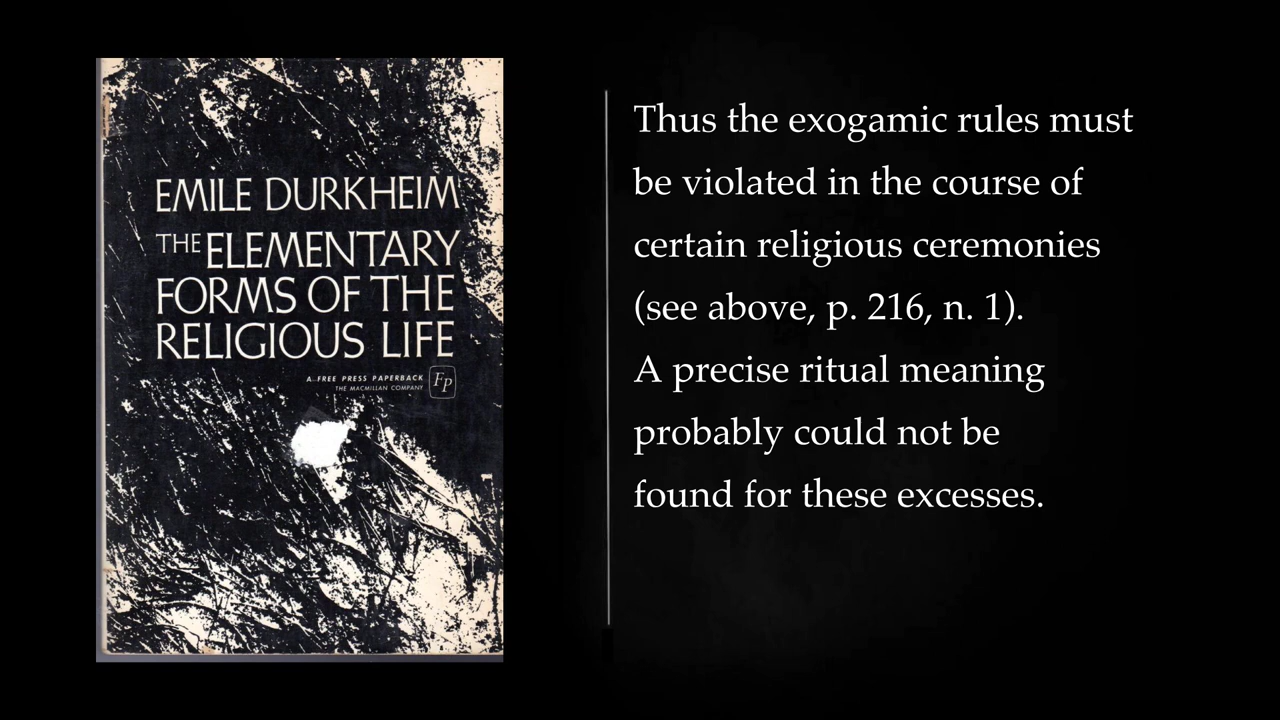 EMILE DURKHEIM
THE ELEMENTARY
FORMS OF THE
RELIGIOUS LIFE
A FREE PRESS PAPERBACK
THE MACMILLAN COMPANY
Fp
Thus the exogamic rules must
be violated in the course of
certain religious ceremonies
(see above, p. 216, n. 1).
A precise ritual meaning
probably could not be
found for these excesses.